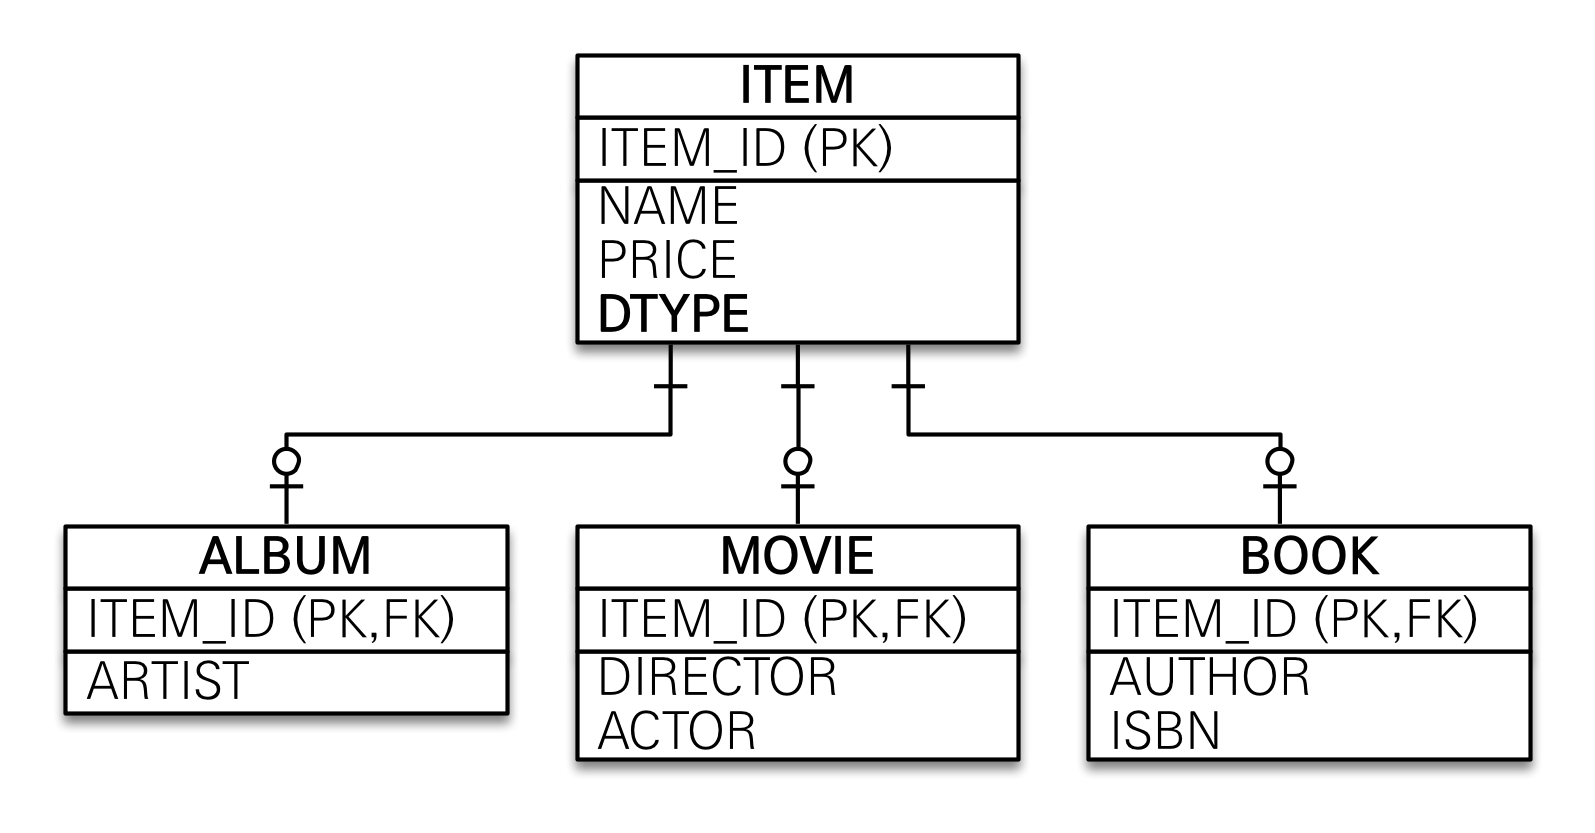 ITEM
ITEM_ID (PK)
NAME
PRICE
DTYPE
ALBUM
ITEM_ID (PK,FK)
ARTIST
MOVIE
ITEM_ID (PK,FK)
DIRECTOR
ACTOR
BOOK
ITEM_ID (PK,FK)
AUTHOR
ISBN